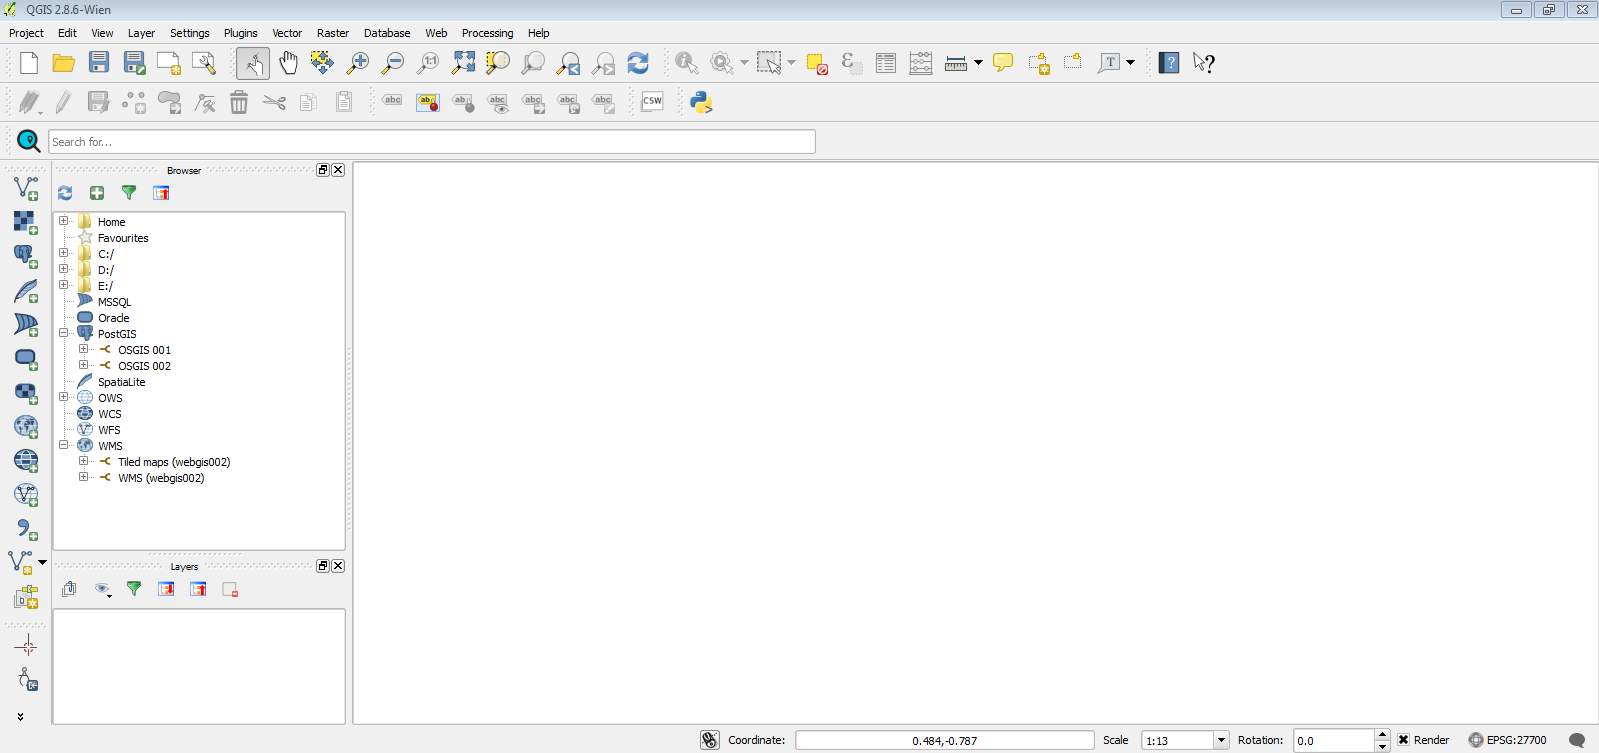 QGIS 2.8.6-Wien
Project Edit View Layer Settings Plugins Vector Raster Database Web Processing Help
1:1
T
?
?
abc abc abc abc abc abc abc CSW
Search for...
Browser
Home
Favourites
C:/
D:/
E:/
MSSQL
Oracle
PostGIS
OSGIS 001
OSGIS 002
SpatiaLite
OWS
WCS
WFS
WMS
Tiled maps (webgis002)
WMS (webgis002)
Layers
Coordinate: 0.484,-0.787 Scale 1:13 Rotation: 0.0 Render EPSG:27700